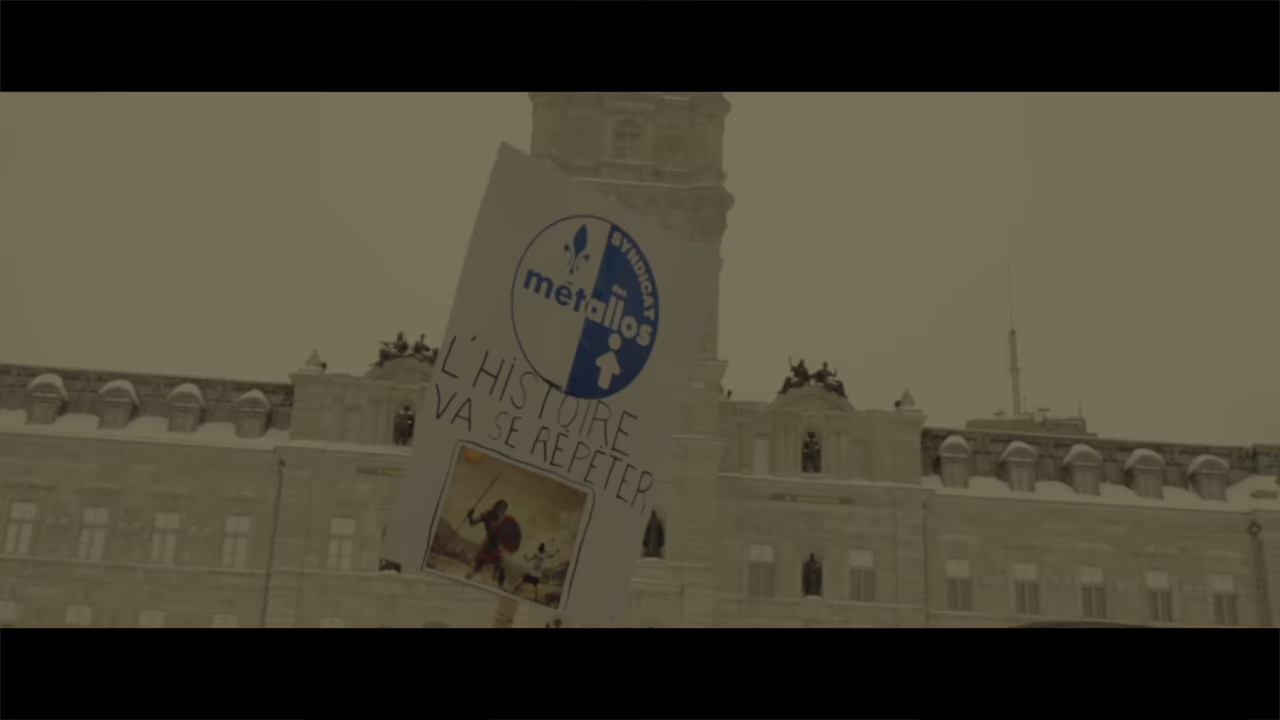 SYNDICAT
des
métallos
L'HISTOIRE
VA SE RÉPÉTER